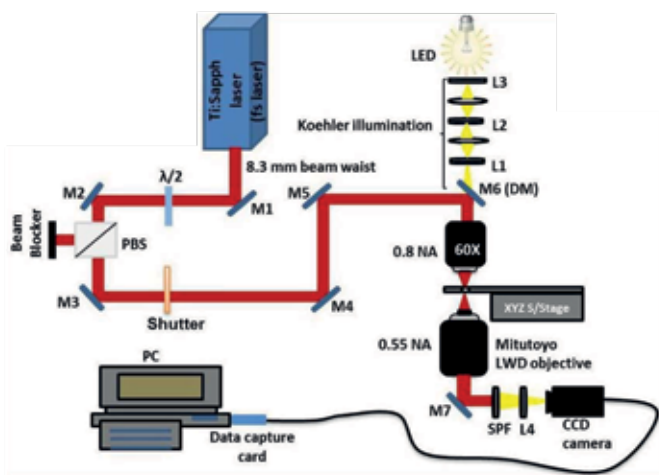 Ti:Sapph
laser
(fs laser)
LED
L3
Koehler illumination
L2
L1
8.3 mm beam waist
λ/2
M2
M1
M5
M6 (DM)
Beam
Blocker
PBS
0.8 NA
60X
M3
Shutter
M4
XYZ S/Stage
0.55 NA
Mitutoyo
LWD objective
PC
M7
SPF
L4
CCD
camera
Data capture
card